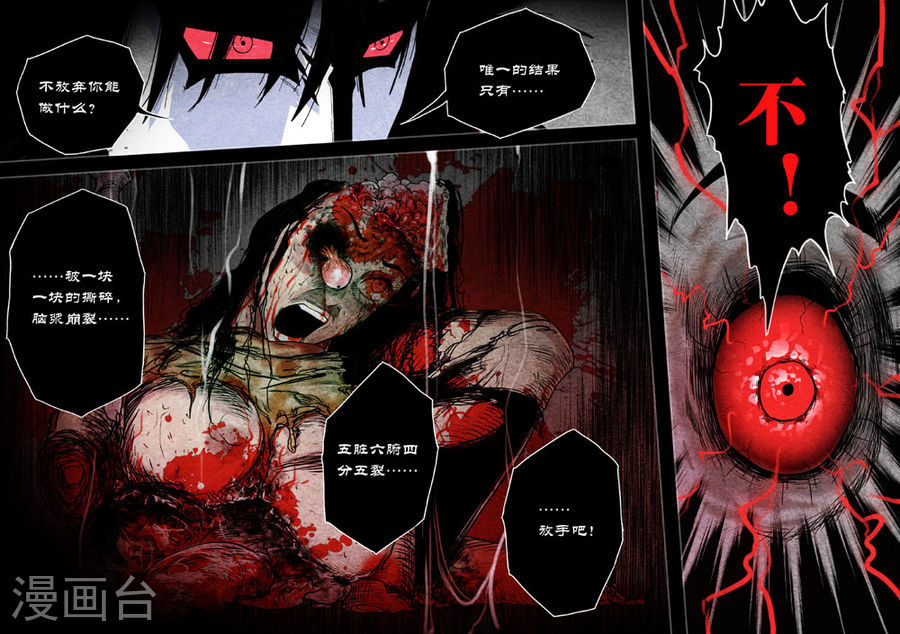 不放弃你能
做什么？
唯一的结果
只有……
……被一块
一块的撕碎，
脑浆崩裂……
五脏六腑四
分五裂……
……
放手吧！
不！
漫画台